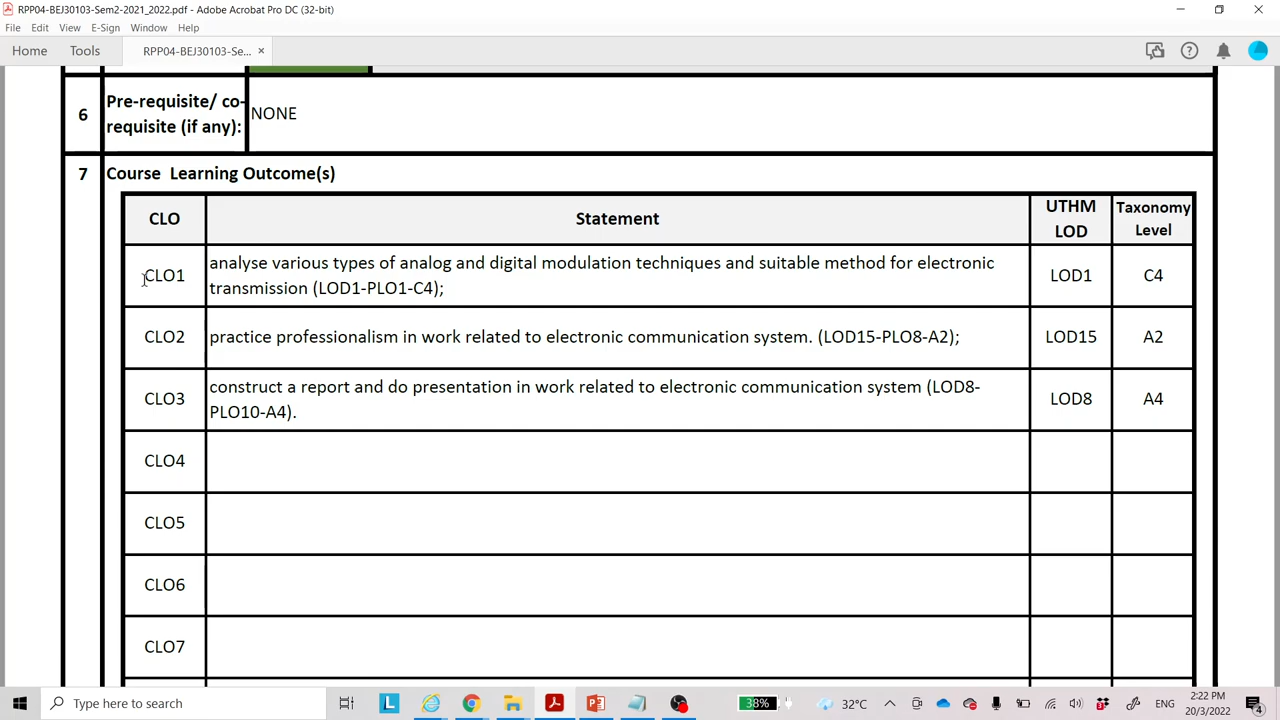 RPP04-BEJ30103-Sem2-2021_2022.pdf - Adobe Acrobat Pro DC (32-bit)
File Edit View E-Sign Window Help
Home Tools RPP04-BEJ30103-Se... ×
6 Pre-requisite/ co-requisite (if any): NONE
7 Course Learning Outcome(s)
CLO Statement UTHM LOD Taxonomy Level
CLO1 analyse various types of analog and digital modulation techniques and suitable method for electronic
transmission (LOD1-PLO1-C4); LOD1 C4
CLO2 practice professionalism in work related to electronic communication system. (LOD15-PLO8-A2); LOD15 A2
CLO3 construct a report and do presentation in work related to electronic communication system (LOD8-
PLO10-A4). LOD8 A4
CLO4
CLO5
CLO6
CLO7
Type here to search 38% 32°C ENG 2:22 PM
20/3/2022 4